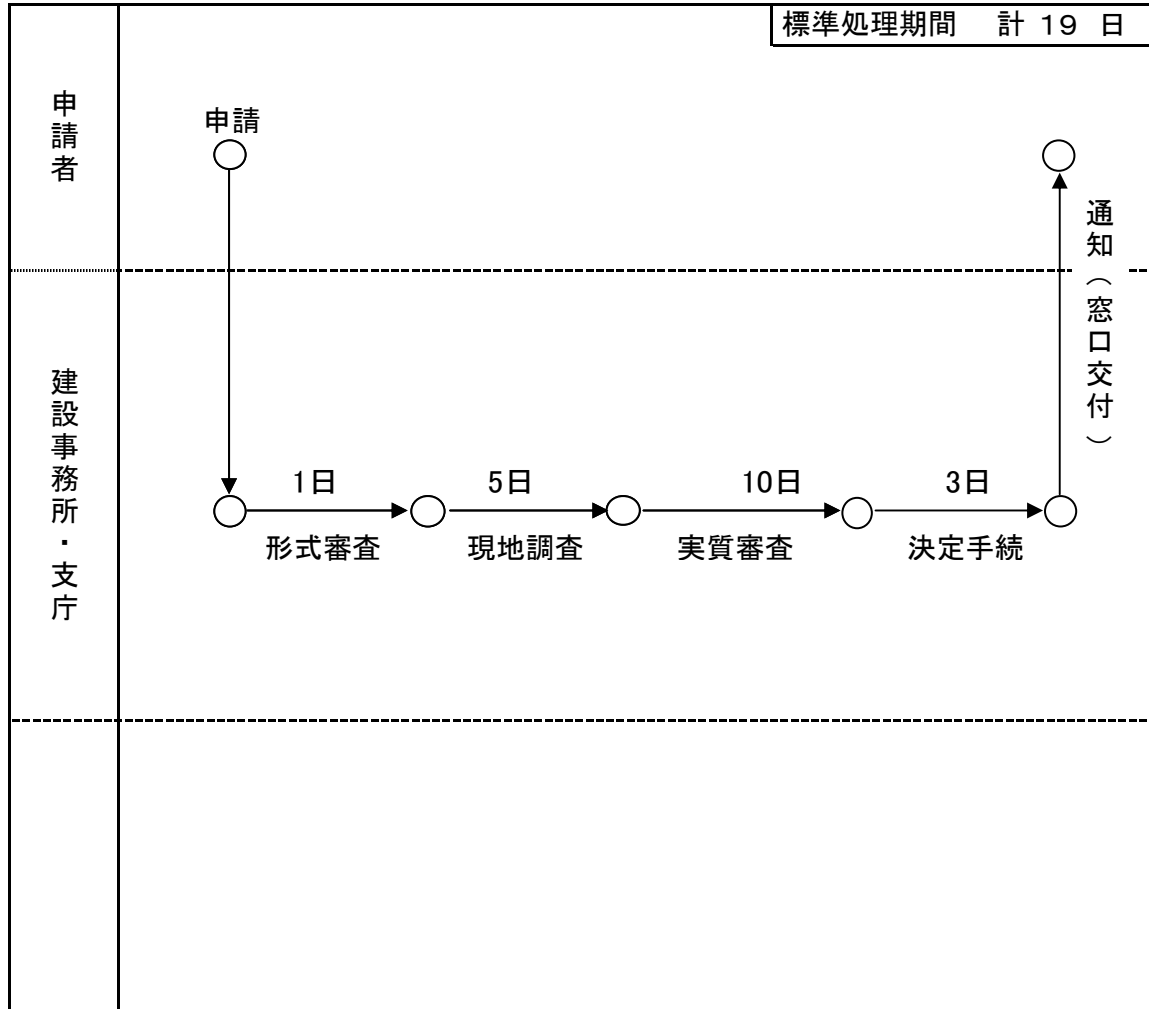 標準処理期間　計 19 日
申請者
申請
通知（窓口交付）
建設事務所・支庁
1日
5日
10日
3日
形式審査
現地調査
実質審査
決定手続